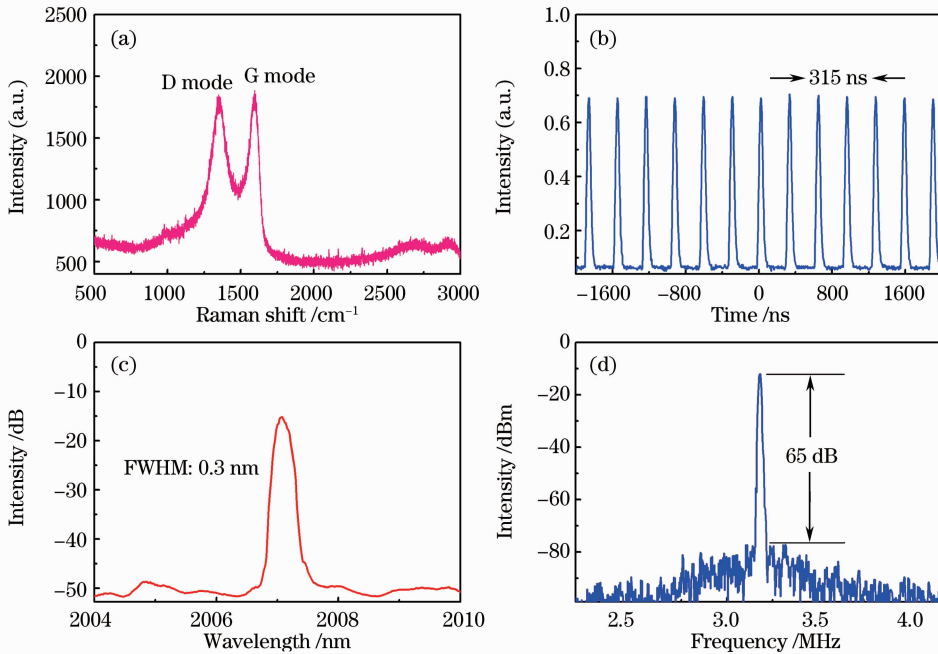 (a)
D mode
G mode
2500
2000
1500
1000
500
Intensity (a.u.)
500
1000
1500
2000
2500
3000
Raman shift /cm⁻¹
(b)
315 ns
1.0
0.8
0.6
0.4
0.2
Intensity (a.u.)
−1600
−800
0
800
1600
Time /ns
(c)
FWHM: 0.3 nm
0
−10
−20
−30
−40
−50
Intensity /dB
2004
2006
2008
2010
Wavelength /nm
(d)
65 dB
0
−20
−40
−60
−80
Intensity /dBm
2.5
3.0
3.5
4.0
Frequency /MHz